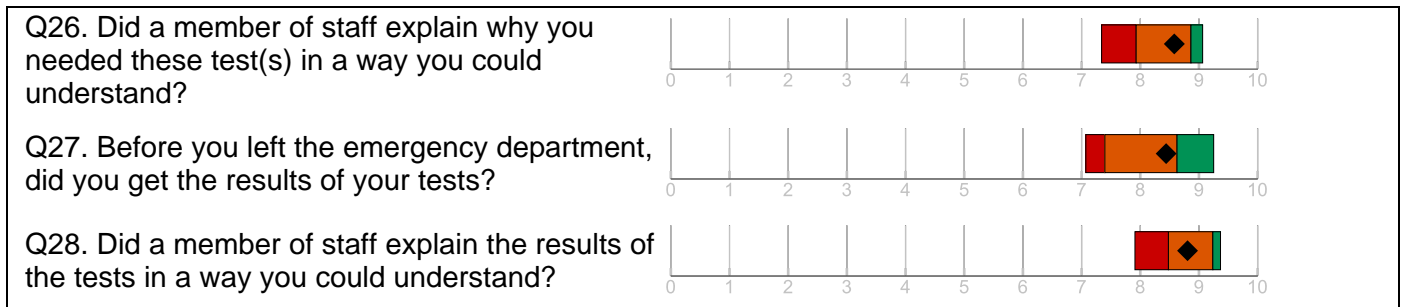 Q26. Did a member of staff explain why you
needed these test(s) in a way you could
understand?
0 1 2 3 4 5 6 7 8 9 10
Q27. Before you left the emergency department,
did you get the results of your tests?
0 1 2 3 4 5 6 7 8 9 10
Q28. Did a member of staff explain the results of
the tests in a way you could understand?
0 1 2 3 4 5 6 7 8 9 10